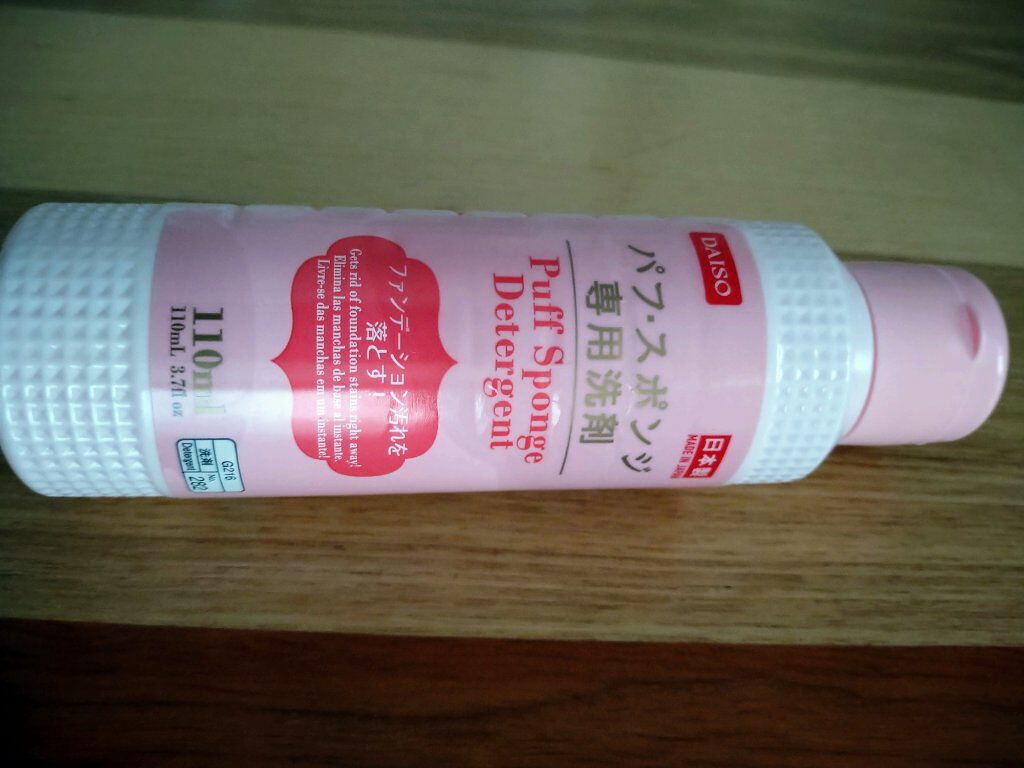 DAISO
日本製
MADE IN JAPAN
パフ・スポンジ
専用洗剤
Puff Sponge
Detergent
ファンデーション汚れを
落とす!
Gets rid of foundation stains right away!
Elimina las manchas de base al instante.
Livre-se das manchas em um instante!
110ml
110mL 3.7fl oz
G216
洗剤 No.
Detergent 282